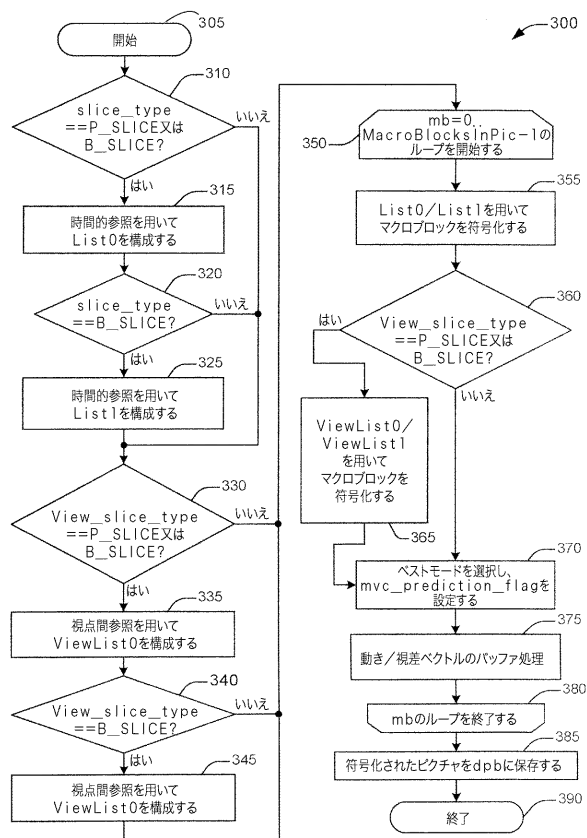 300
305
開始
310
slice_type
==P_SLICE又は
B_SLICE?
いいえ
はい
315
時間的参照を用いて
List0を構成する
320
slice_type
==B_SLICE?
いいえ
はい
325
時間的参照を用いて
List1を構成する
330
View_slice_type
==P_SLICE又は
B_SLICE?
いいえ
はい
335
視点間参照を用いて
ViewList0を構成する
340
View_slice_type
==B_SLICE?
いいえ
はい
345
視点間参照を用いて
ViewList0を構成する
350
mb=0..
MacroBlocksInPic-1の
ループを開始する
355
List0/List1を用いて
マクロブロックを符号化する
360
View_slice_type
==P_SLICE又は
B_SLICE?
はい
いいえ
ViewList0/
ViewList1
を用いて
マクロブロックを
符号化する
365
370
ベストモードを選択し、
mvc_prediction_flagを
設定する
375
動き/視差ベクトルのバッファ処理
380
mbのループを終了する
385
符号化されたピクチャをdpbに保存する
390
終了